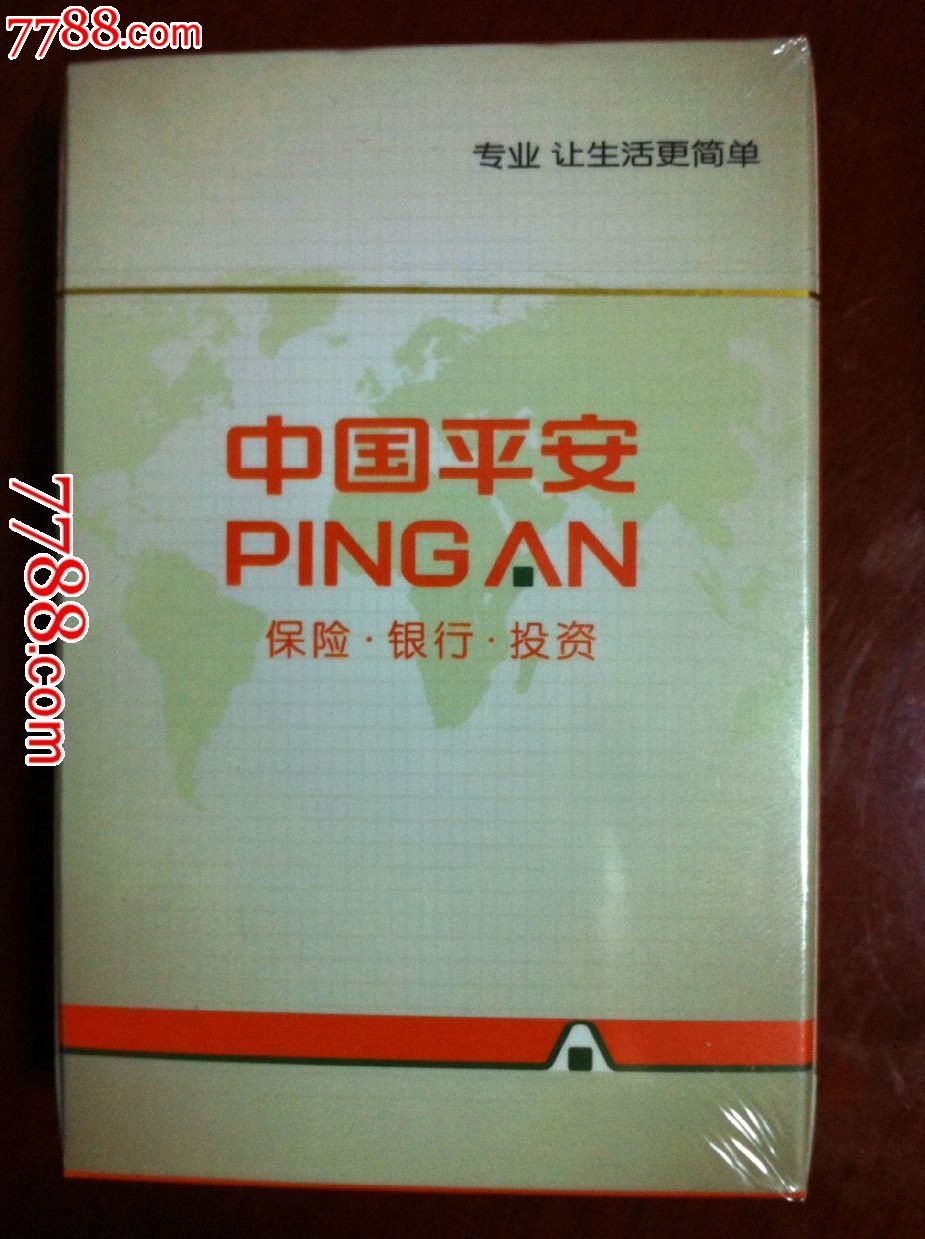 7788.com
专业 让生活更简单
中国平安
PING AN
保险·银行·投资
7788.com